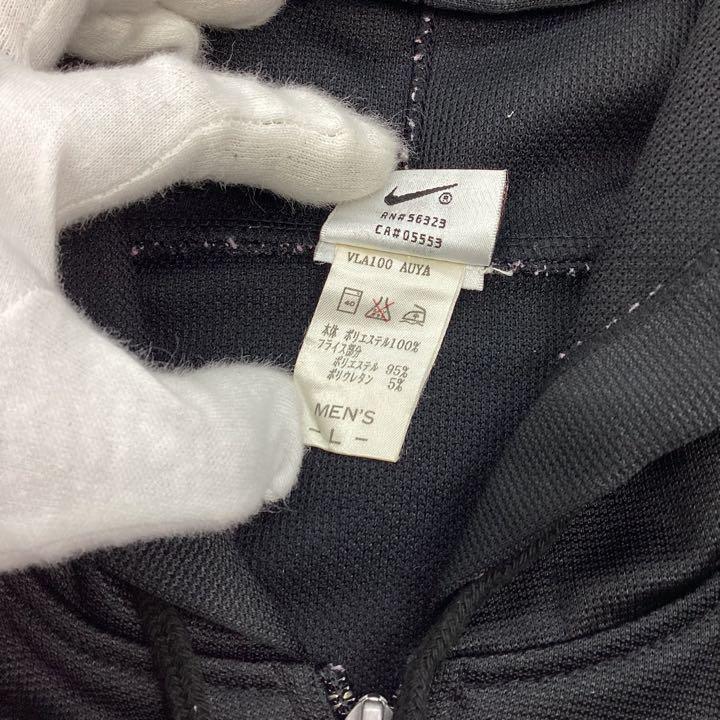 ®
RN#56323
CA#05553
VLA100 AUYA
40
本体 ポリエステル100%
フライス部分
ポリエステル 95%
ポリウレタン 5%
MEN'S
- L -